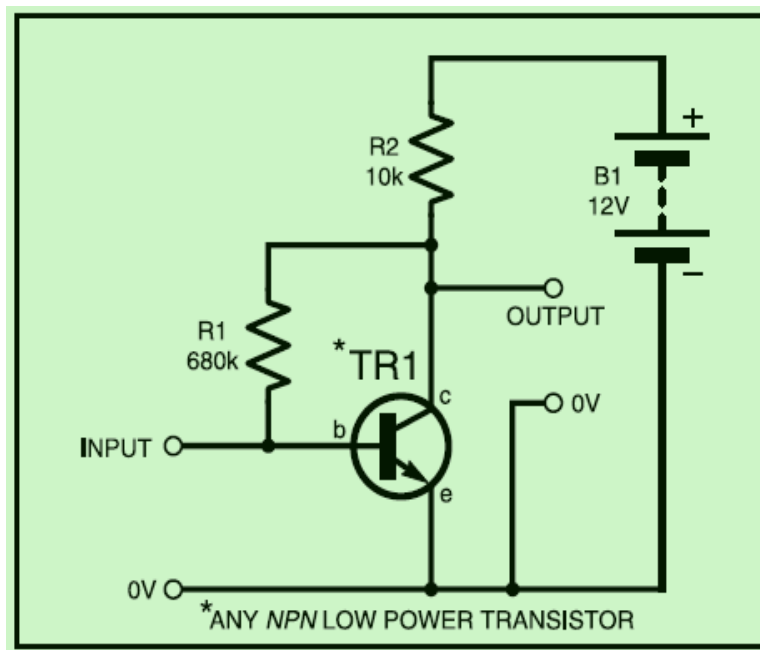 +
R2
10k
B1
12V
−
OUTPUT
R1
680k
*TR1
c
0V
b
INPUT
e
0V
*ANY NPN LOW POWER TRANSISTOR